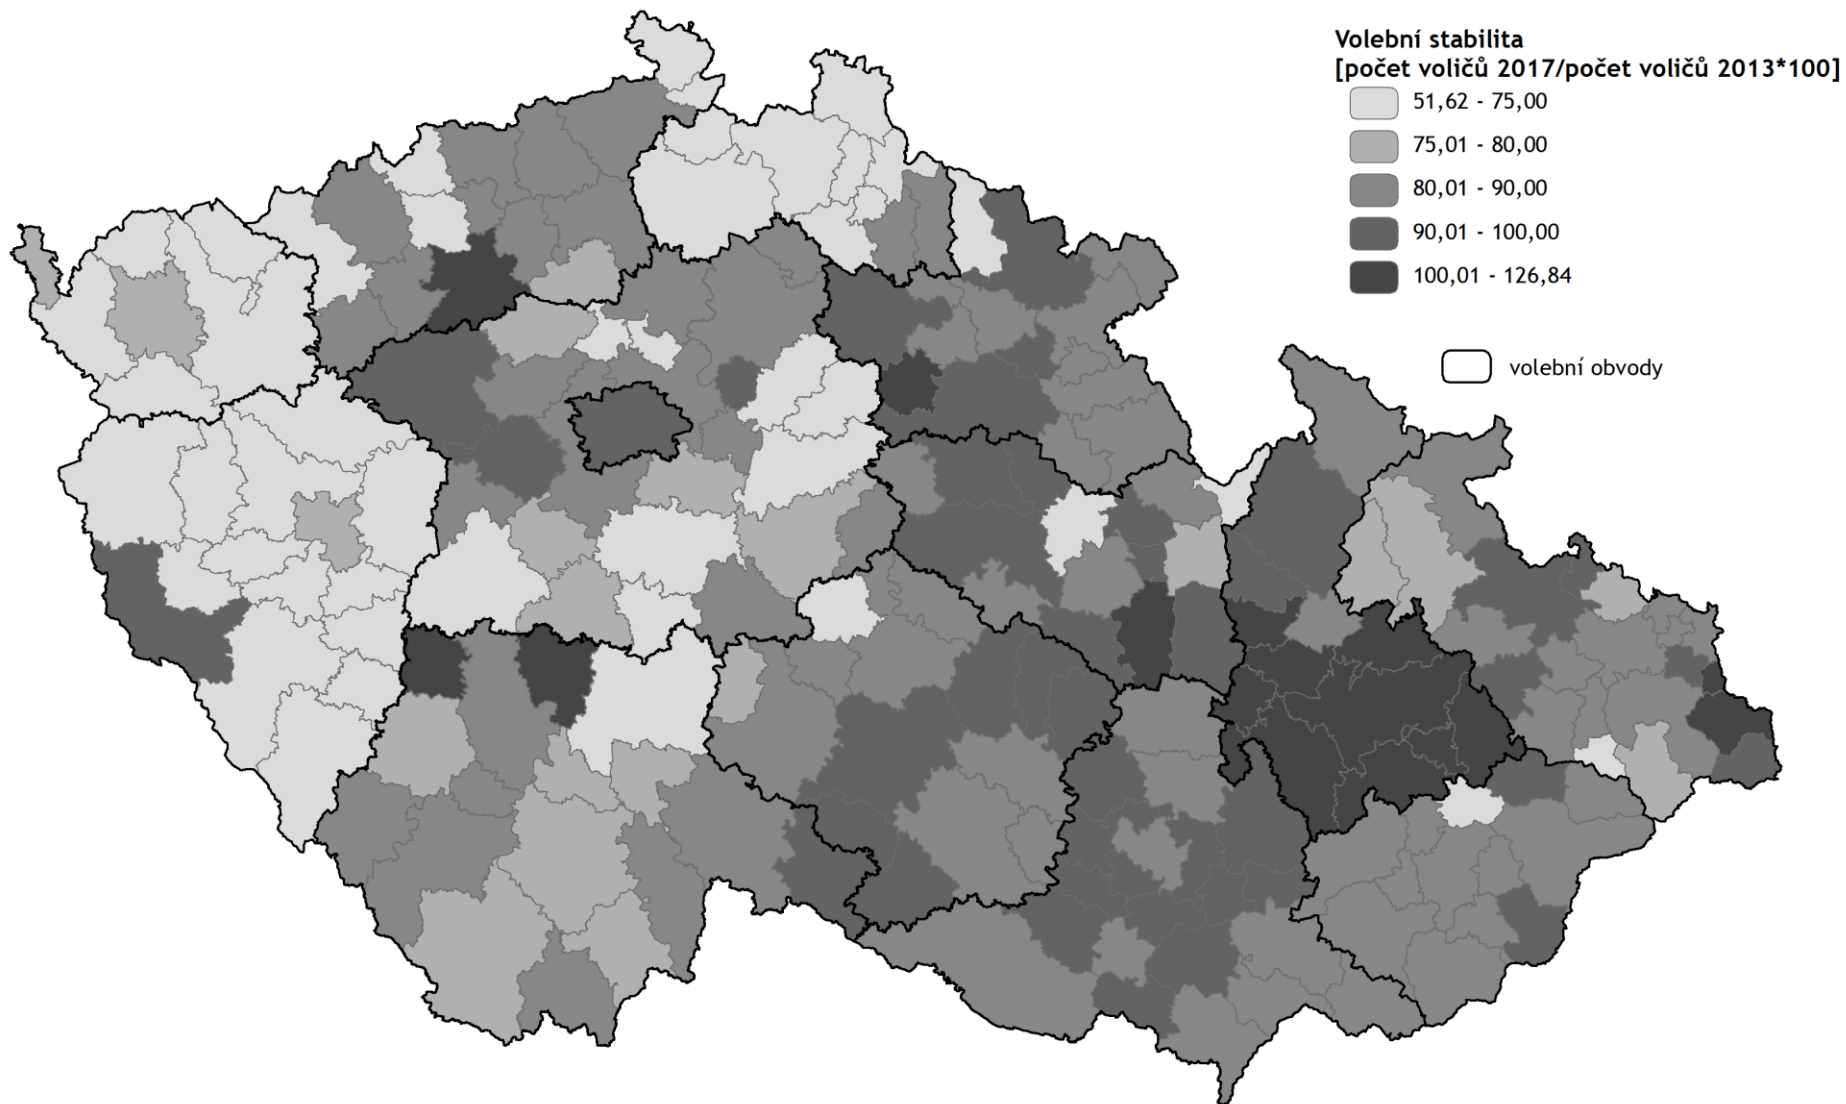 Volební stabilita
[počet voličů 2017/počet voličů 2013*100]
51,62 - 75,00
75,01 - 80,00
80,01 - 90,00
90,01 - 100,00
100,01 - 126,84
volební obvody